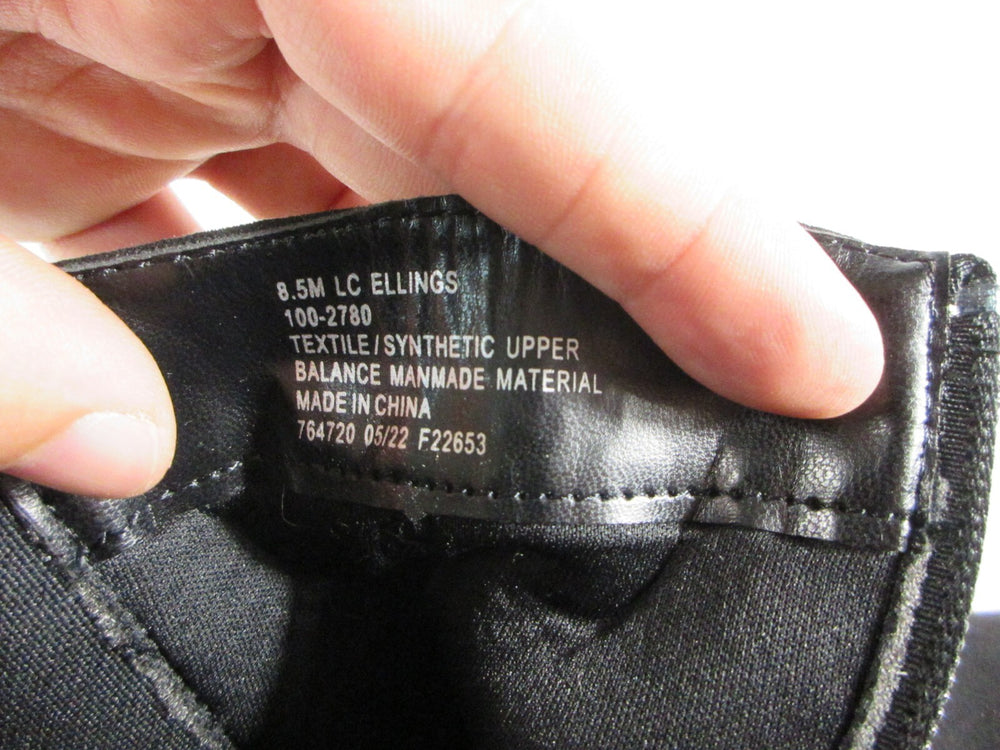 8.5M LC ELLINGS
100-2780
TEXTILE/SYNTHETIC UPPER
BALANCE MANMADE MATERIAL
MADE IN CHINA
764720 05/22 F22653